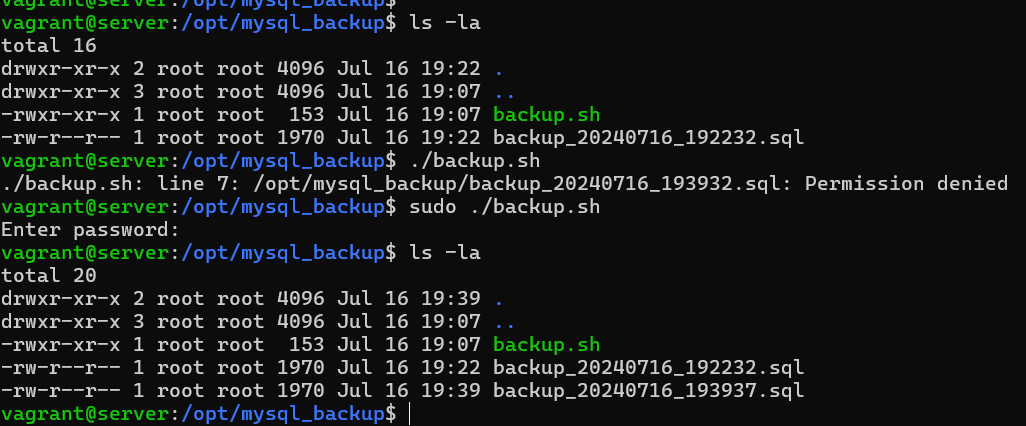 vagrant@server:/opt/mysql_backup$
vagrant@server:/opt/mysql_backup$ ls -la
total 16
drwxr-xr-x 2 root root 4096 Jul 16 19:22 .
drwxr-xr-x 3 root root 4096 Jul 16 19:07 ..
-rwxr-xr-x 1 root root  153 Jul 16 19:07 backup.sh
-rw-r--r-- 1 root root 1970 Jul 16 19:22 backup_20240716_192232.sql
vagrant@server:/opt/mysql_backup$ ./backup.sh
./backup.sh: line 7: /opt/mysql_backup/backup_20240716_193932.sql: Permission denied
vagrant@server:/opt/mysql_backup$ sudo ./backup.sh
Enter password:
vagrant@server:/opt/mysql_backup$ ls -la
total 20
drwxr-xr-x 2 root root 4096 Jul 16 19:39 .
drwxr-xr-x 3 root root 4096 Jul 16 19:07 ..
-rwxr-xr-x 1 root root  153 Jul 16 19:07 backup.sh
-rw-r--r-- 1 root root 1970 Jul 16 19:22 backup_20240716_192232.sql
-rw-r--r-- 1 root root 1970 Jul 16 19:39 backup_20240716_193937.sql
vagrant@server:/opt/mysql_backup$